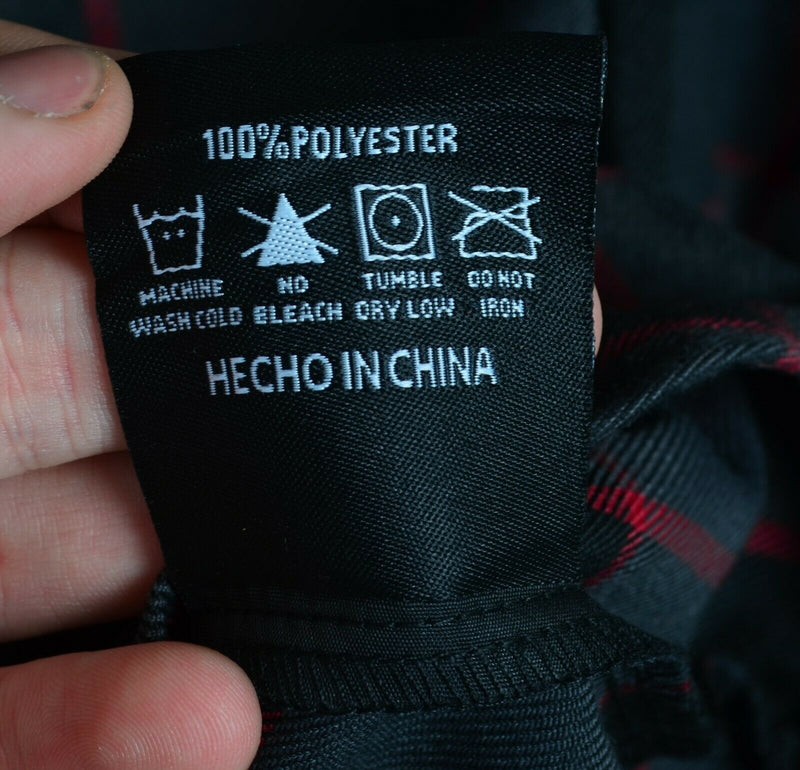 100%POLYESTER
MACHINE NO TUMBLE DO NOT
WASH COLD BLEACH DRY LOW IRON
HECHO IN CHINA